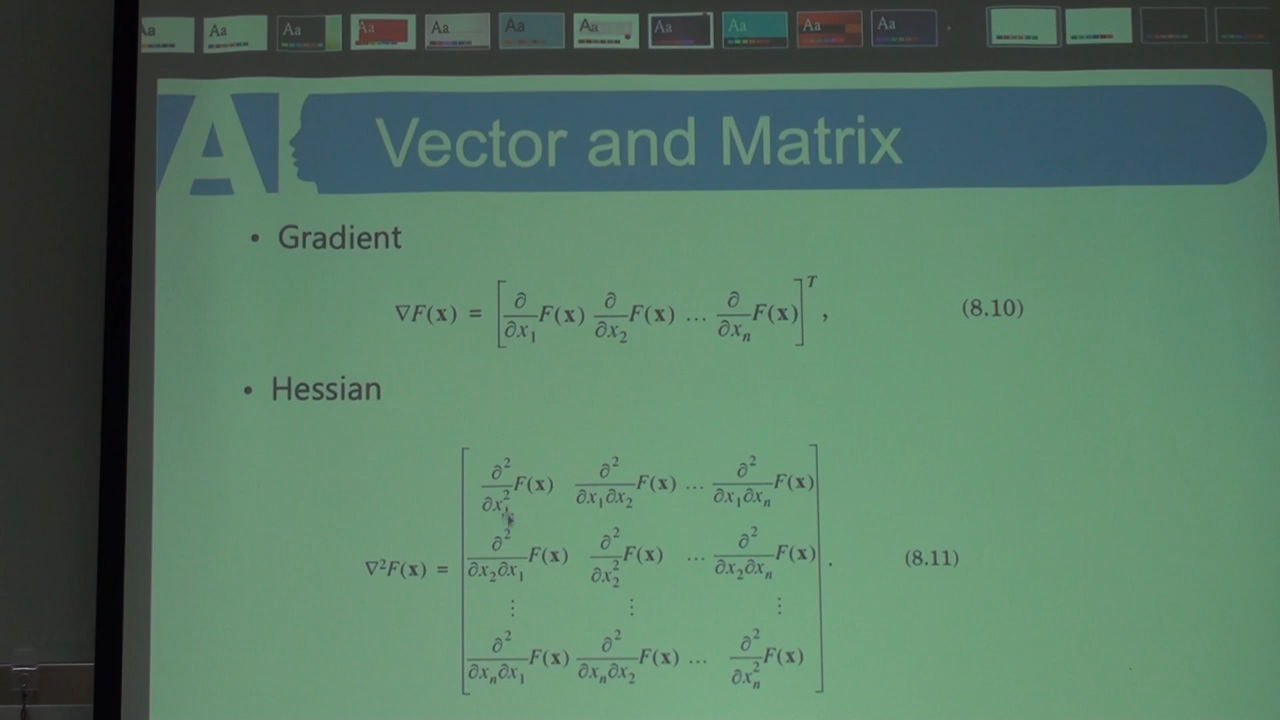 Aa Aa Aa Aa Aa Aa Aa Aa Aa Aa Aa
AI Vector and Matrix
• Gradient
∇F(x) = [∂/∂x₁ F(x) ∂/∂x₂ F(x) … ∂/∂xₙ F(x)]ᵀ, (8.10)
• Hessian
∂²/∂x₁² F(x) ∂²/∂x₁∂x₂ F(x) … ∂²/∂x₁∂xₙ F(x)
∇²F(x) = ∂²/∂x₂∂x₁ F(x) ∂²/∂x₂² F(x) … ∂²/∂x₂∂xₙ F(x) . (8.11)
⋮ ⋮ ⋮
∂²/∂xₙ∂x₁ F(x) ∂²/∂xₙ∂x₂ F(x) … ∂²/∂xₙ² F(x)